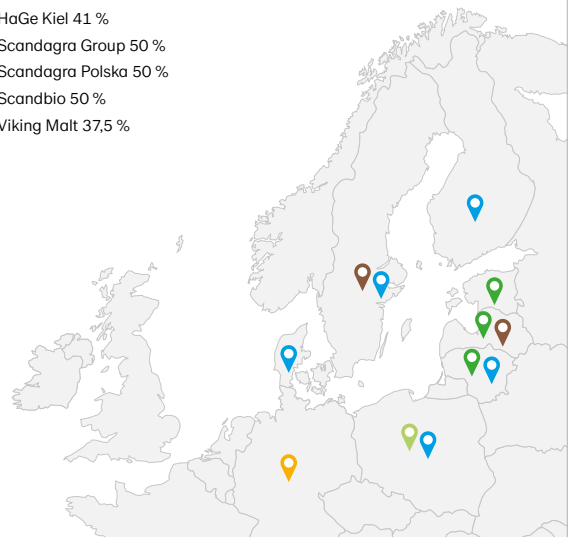 HaGe Kiel 41 %
Scandagra Group 50 %
Scandagra Polska 50 %
Scandbio 50 %
Viking Malt 37,5 %